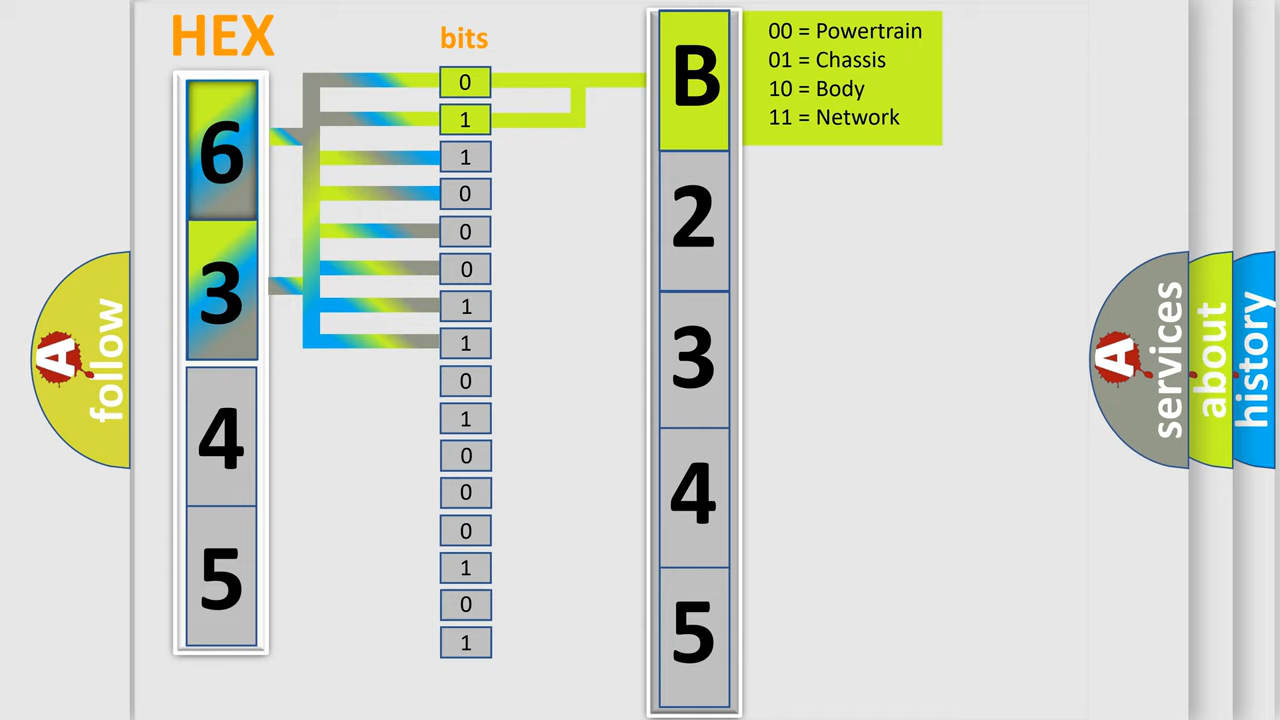 HEX
6
3
4
5
bits
0
1
1
0
0
0
1
1
0
1
0
0
0
1
0
1
B
2
3
4
5
00 = Powertrain
01 = Chassis
10 = Body
11 = Network
A
follow
A
services
about
history